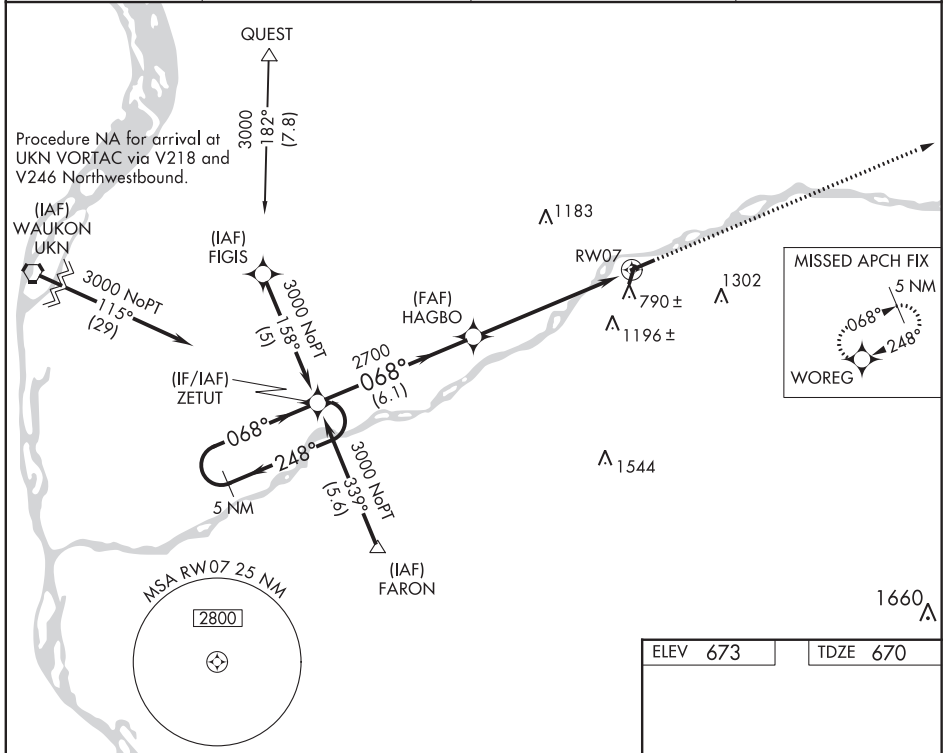 QUEST
3000
182°
(7.8)
Procedure NA for arrival at
UKN VORTAC via V218 and
V246 Northwestbound.
(IAF)
WAUKON
UKN
3000 NoPT
115°
(29)
(IAF)
FIGIS
3000 NoPT
158°
(5)
1183
RW07
790 ±
1302
1196 ±
MISSED APCH FIX
5 NM
068°
248°
WOREG
(FAF)
HAGBO
2700
068°
(6.1)
(IF/IAF)
ZETUT
068°
248°
5 NM
3000 NoPT
339°
(5.6)
1544
(IAF)
FARON
MSA RW07 25 NM
2800
1660
ELEV 673
TDZE 670